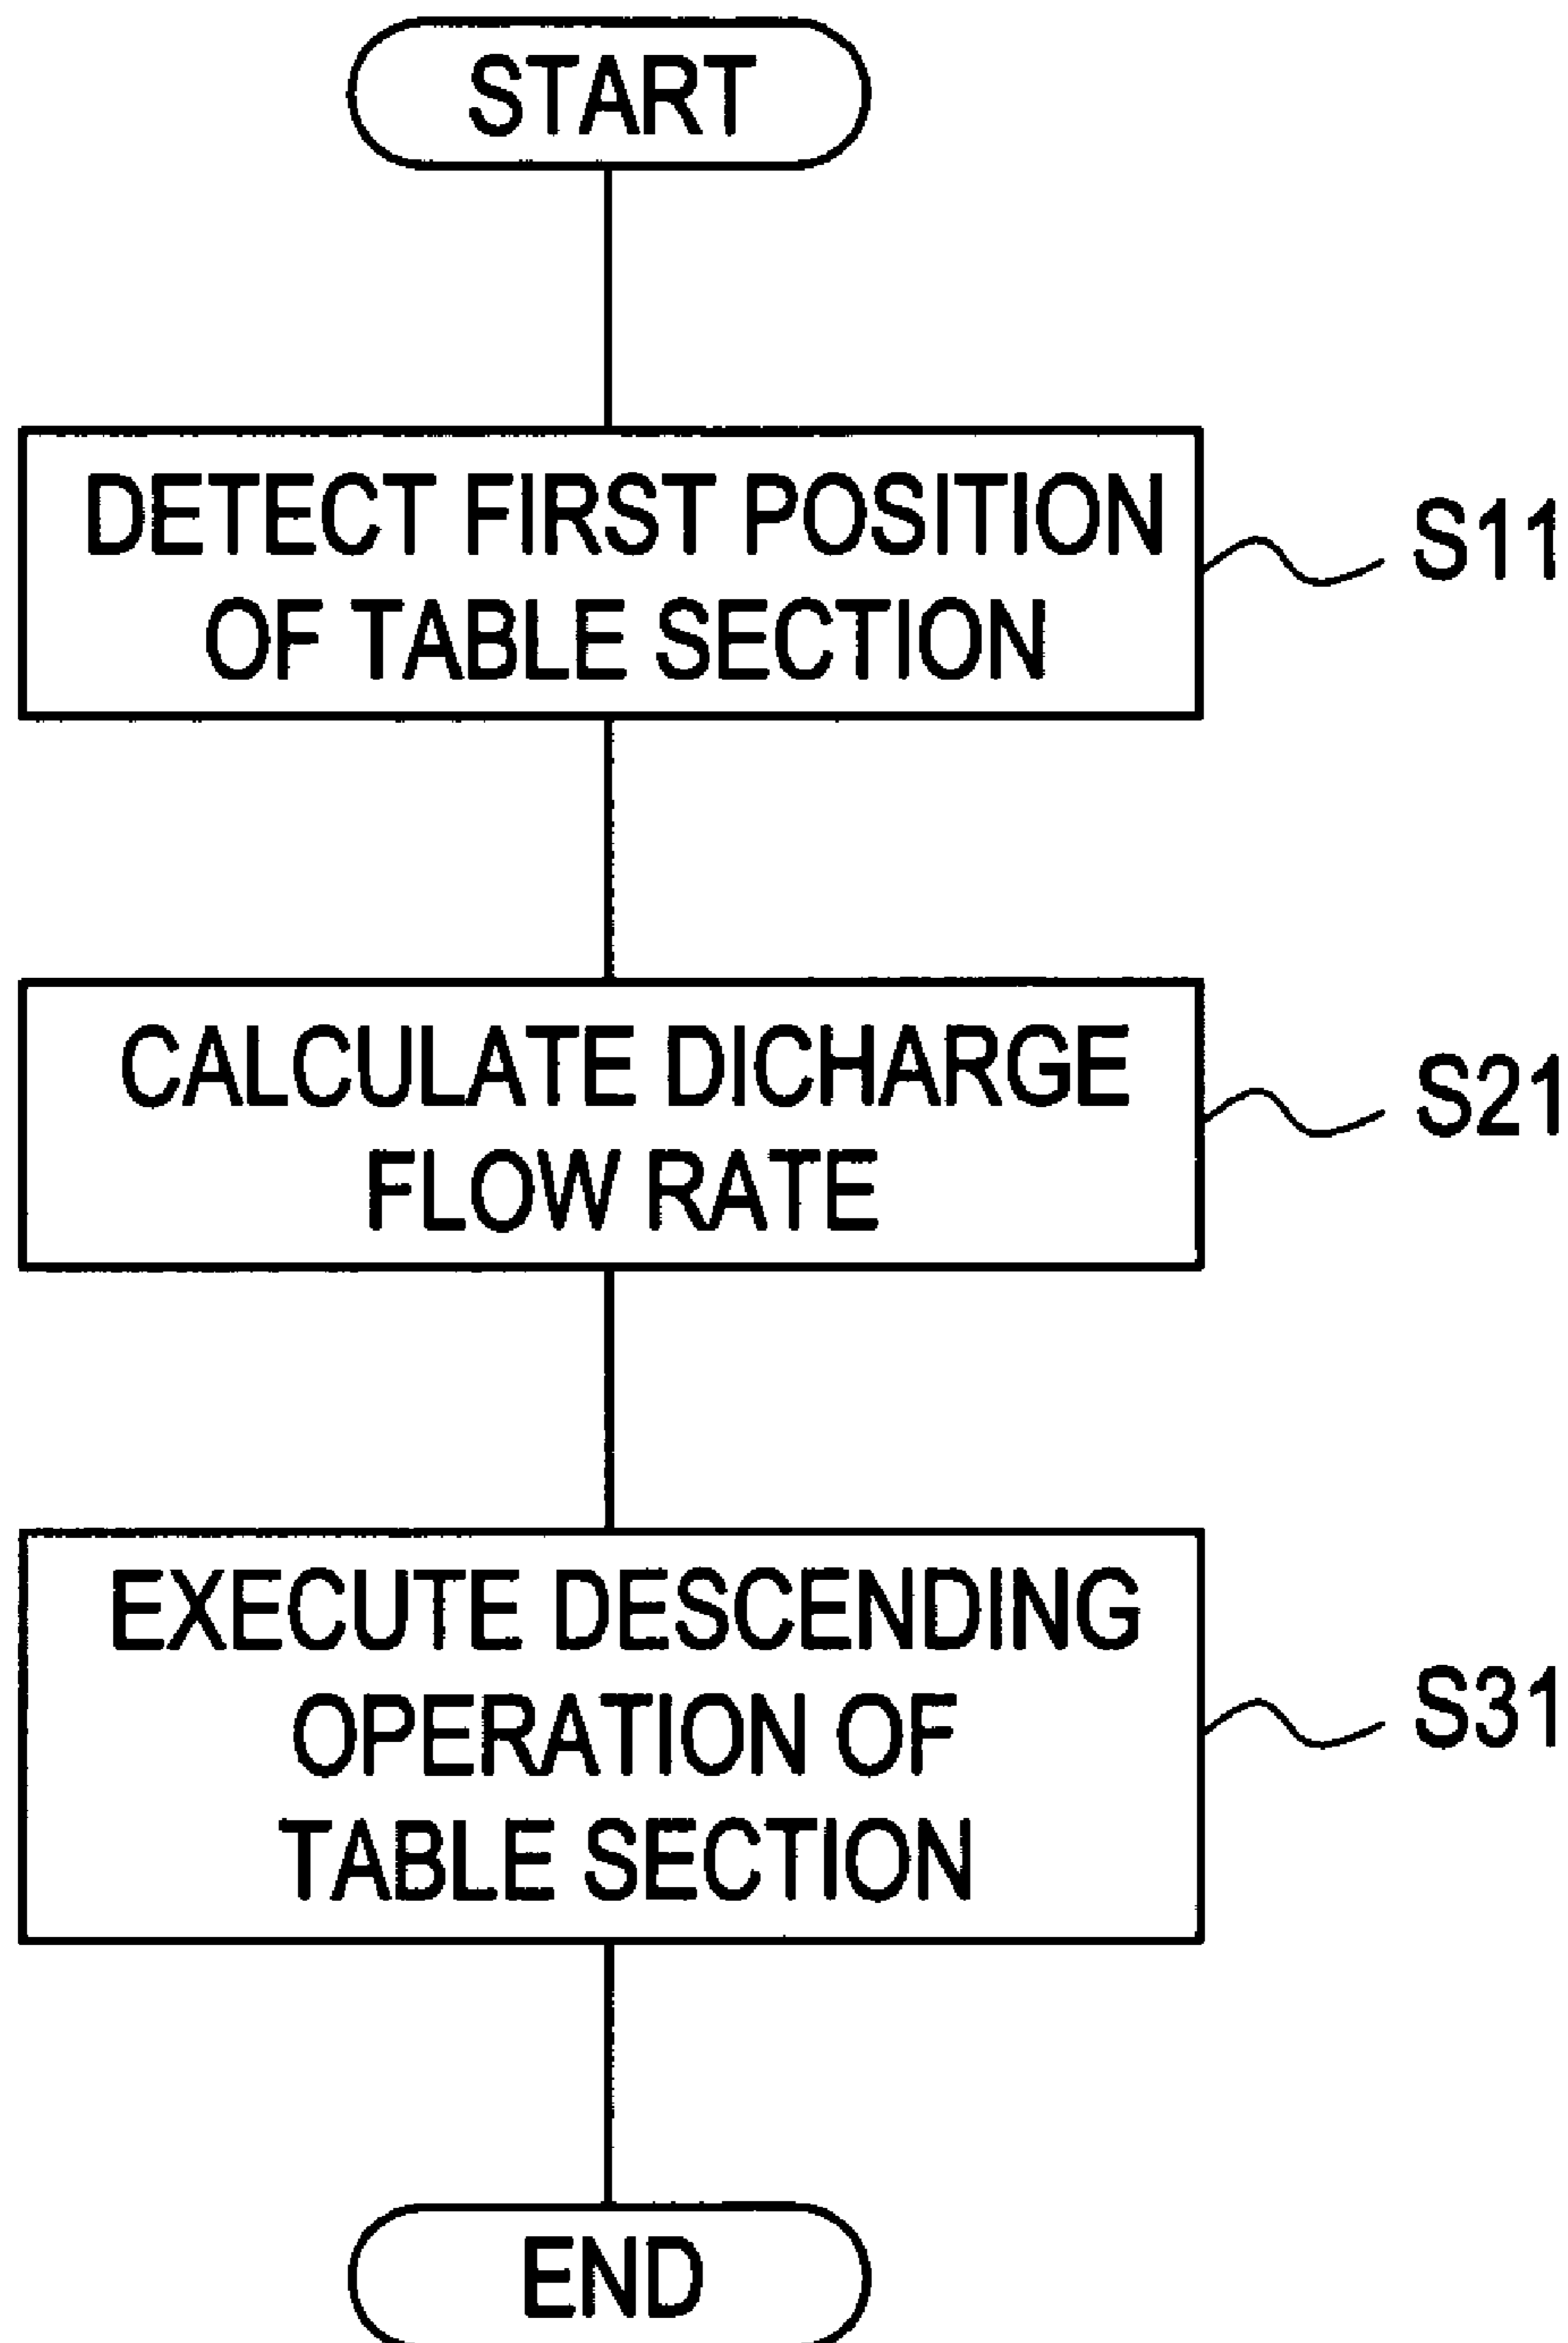 START
DETECT FIRST POSITION
OF TABLE SECTION
S11
CALCULATE DICHARGE
FLOW RATE
S21
EXECUTE DESCENDING
OPERATION OF
TABLE SECTION
S31
END